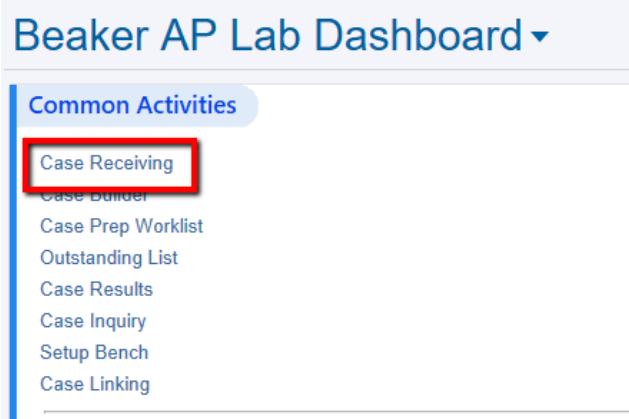 Beaker AP Lab Dashboard
Common Activities
Case Receiving
Case Builder
Case Prep Worklist
Outstanding List
Case Results
Case Inquiry
Setup Bench
Case Linking